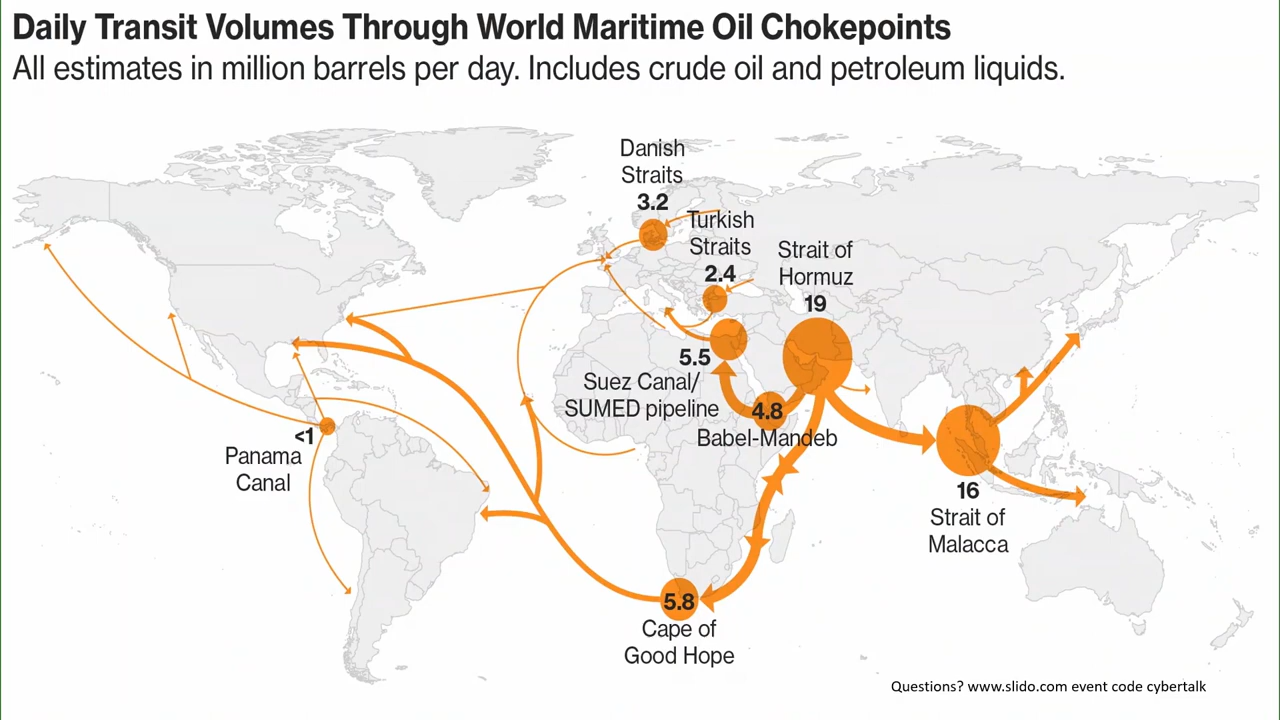 Daily Transit Volumes Through World Maritime Oil Chokepoints
All estimates in million barrels per day. Includes crude oil and petroleum liquids.
Danish
Straits
3.2
Turkish
Straits
2.4
Strait of
Hormuz
19
5.5
Suez Canal/
SUMED pipeline
4.8
Babel-Mandeb
<1
Panama
Canal
16
Strait of
Malacca
5.8
Cape of
Good Hope
Questions? www.slido.com event code cybertalk